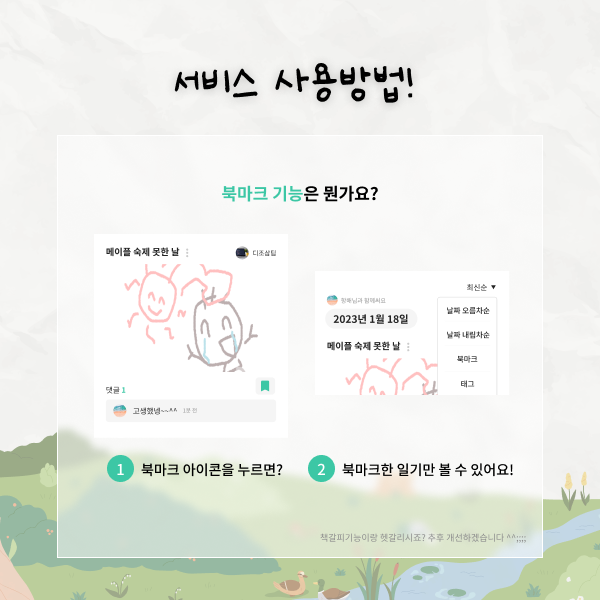 서비스 사용방법!
북마크 기능은 뭔가요?
메이플 숙제 못한 날
디조삼팀
댓글 1
고생했넹~~^^ 1분 전
최신순 ▼
함께님과 함께써요
2023년 1월 18일
메이플 숙제 못한 날
날짜 오름차순
날짜 내림차순
북마크
태그
1 북마크 아이콘을 누르면?
2 북마크한 일기만 볼 수 있어요!
책갈피기능이랑 헷갈리시죠? 추후 개선하겠습니다 ^^;;;;